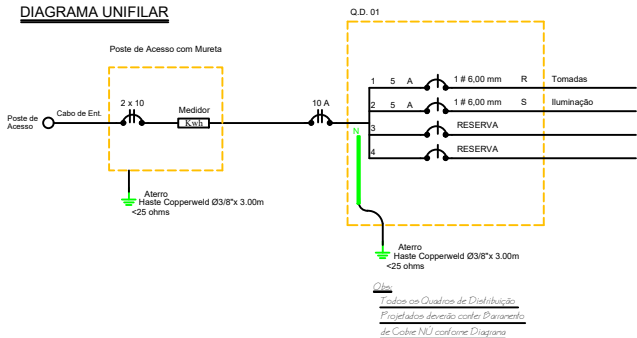 DIAGRAMA UNIFILAR
Q.D. 01
Poste de Acesso com Mureta
Poste de
Acesso
Cabo de Ent.
2 x 10
Medidor
Kwh
10 A
1 5 A 1 # 6,00 mm R Tomadas
2 5 A 1 # 6,00 mm S Iluminação
3 RESERVA
4 RESERVA
N
Aterro
Haste Copperweld Ø3/8"x 3.00m
<25 ohms
Aterro
Haste Copperweld Ø3/8"x 3.00m
<25 ohms
Obs:
Todos os Quadros de Distribuição
Projetados deverão conter Barramento
de Cobre NÚ conforme Diagrama